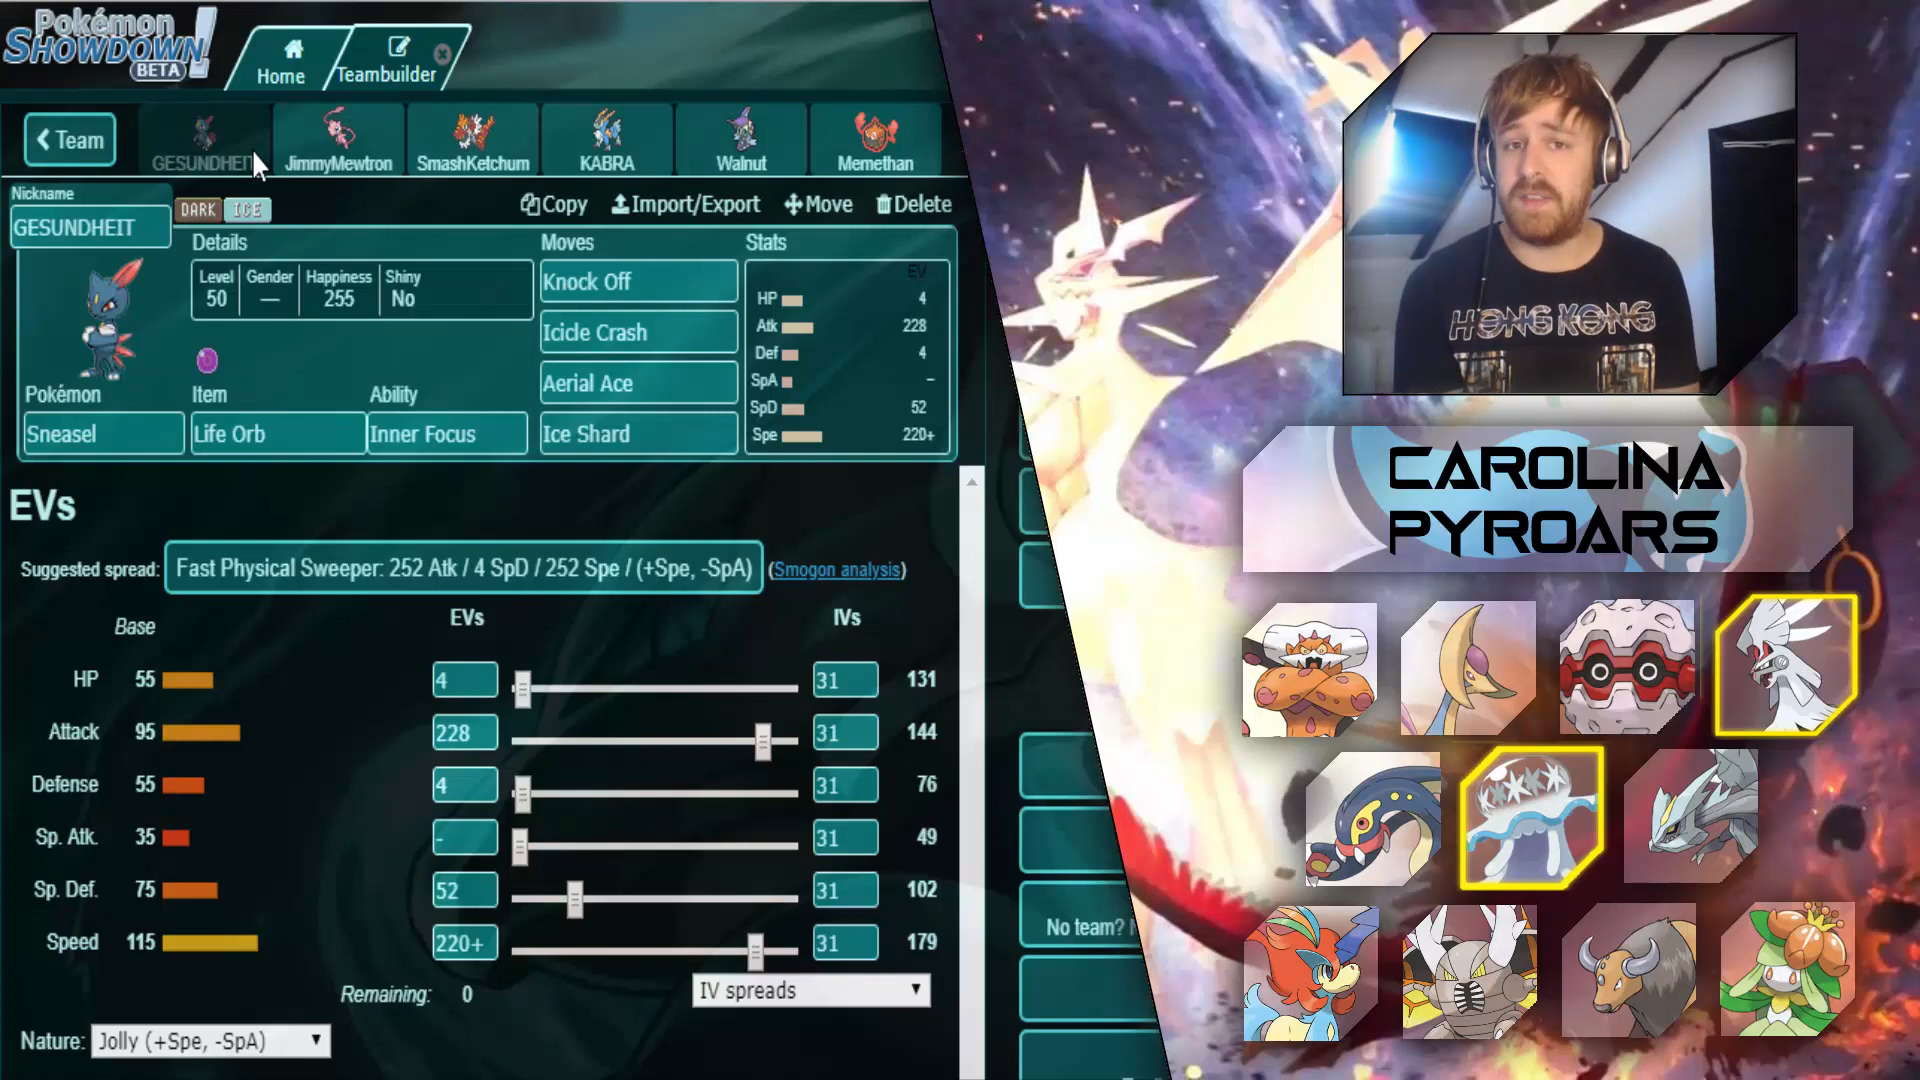 Pokémon
SHOWDOWN!
BETA
Home
Teambuilder
Team
GESUNDHEIT
JimmyMewtron
SmashKetchum
KABRA
Walnut
Memethan
Nickname
GESUNDHEIT
DARK ICE
Copy Import/Export Move Delete
Details
Moves
Stats
Level Gender Happiness Shiny
50 — 255 No
Knock Off
Icicle Crash
Aerial Ace
Ice Shard
EV
HP 4
Atk 228
Def 4
SpA –
SpD 52
Spe 220+
Pokémon
Item
Ability
Sneasel
Life Orb
Inner Focus
EVs
Suggested spread: Fast Physical Sweeper: 252 Atk / 4 SpD / 252 Spe / (+Spe, -SpA) (Smogon analysis)
Base EVs IVs
HP 55 4 31 131
Attack 95 228 31 144
Defense 55 4 31 76
Sp. Atk. 35 - 31 49
Sp. Def. 75 52 31 102
Speed 115 220+ 31 179
Remaining: 0
IV spreads
Nature: Jolly (+Spe, -SpA)
No team?
HONG KONG
CAROLINA
PYROARS